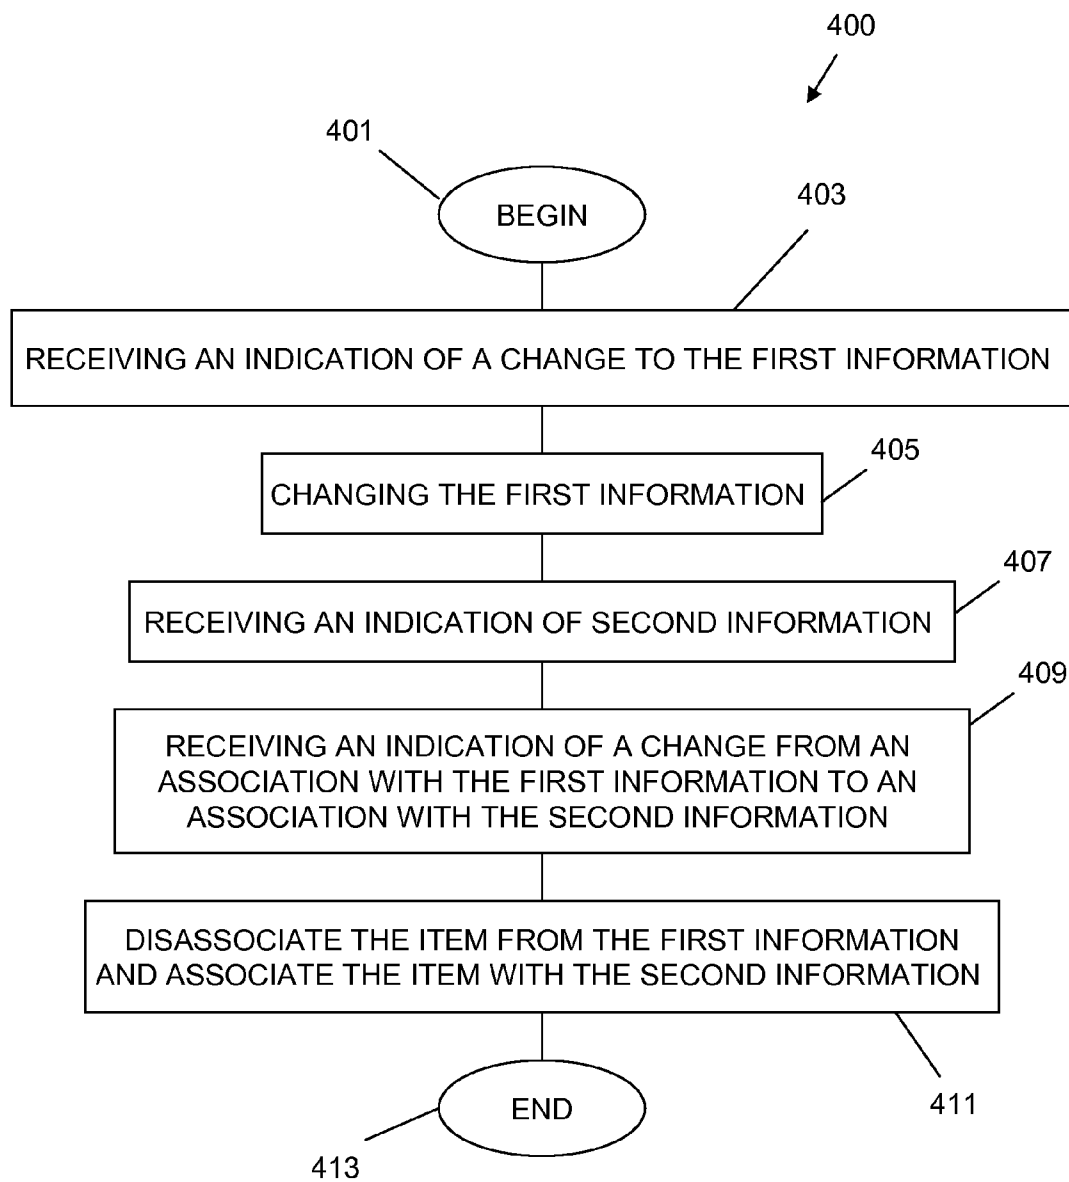 400
401
BEGIN
403
RECEIVING AN INDICATION OF A CHANGE TO THE FIRST INFORMATION
405
CHANGING THE FIRST INFORMATION
407
RECEIVING AN INDICATION OF SECOND INFORMATION
409
RECEIVING AN INDICATION OF A CHANGE FROM AN
ASSOCIATION WITH THE FIRST INFORMATION TO AN
ASSOCIATION WITH THE SECOND INFORMATION
DISASSOCIATE THE ITEM FROM THE FIRST INFORMATION
AND ASSOCIATE THE ITEM WITH THE SECOND INFORMATION
411
END
413